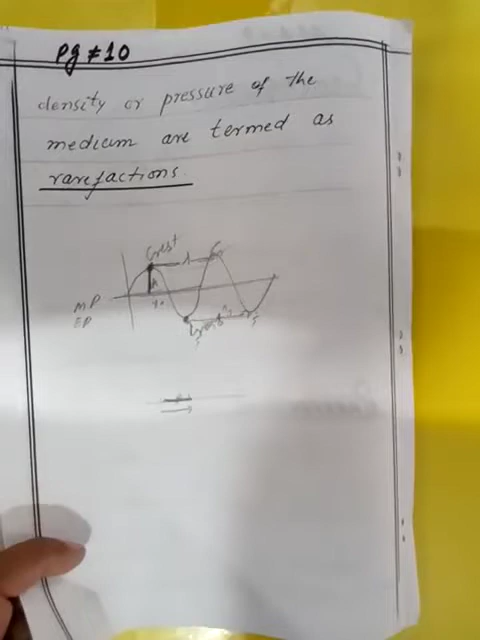 pg # 10
density or pressure of the
medium are termed as
rarefactions.
Crest
λ
C
A
MP
EP